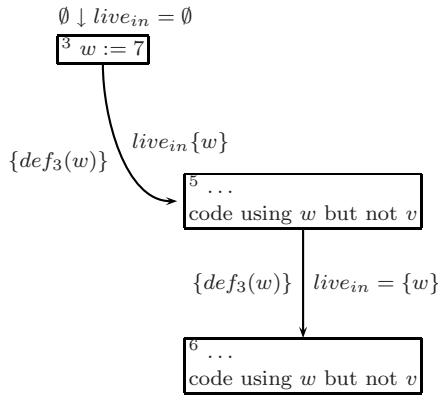 ∅ ↓ live_in = ∅
3 w := 7
live_in{w}
{def_3(w)}
5 …
code using w but not v
{def_3(w)} live_in = {w}
6 …
code using w but not v